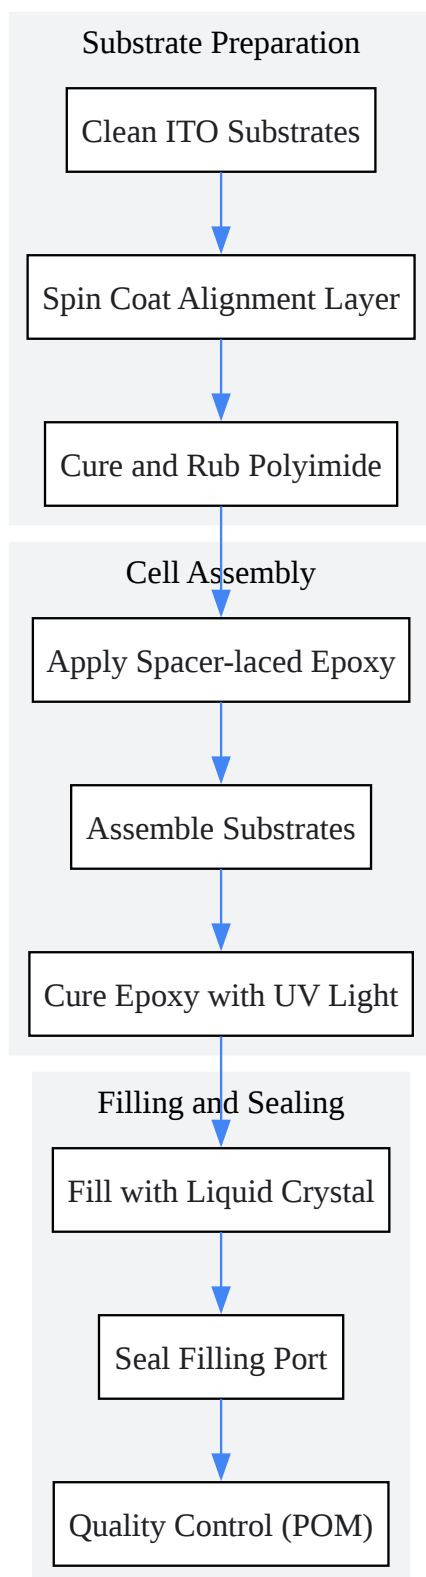 Substrate Preparation
Clean ITO Substrates
Spin Coat Alignment Layer
Cure and Rub Polyimide
Cell Assembly
Apply Spacer-laced Epoxy
Assemble Substrates
Cure Epoxy with UV Light
Filling and Sealing
Fill with Liquid Crystal
Seal Filling Port
Quality Control (POM)